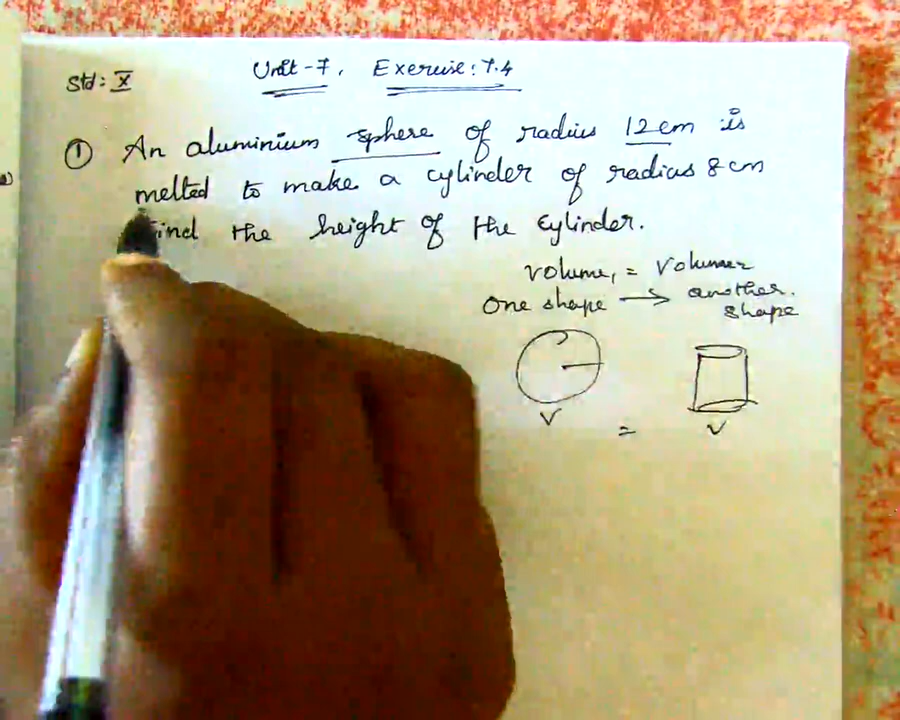 Std: X
Unit-7. Exercise: 7.4
① An aluminium sphere of radius 12cm is
melted to make a cylinder of radius 8cm
Find the height of the cylinder.
Volume, = Volumer
One shape → another.
shape
V = V